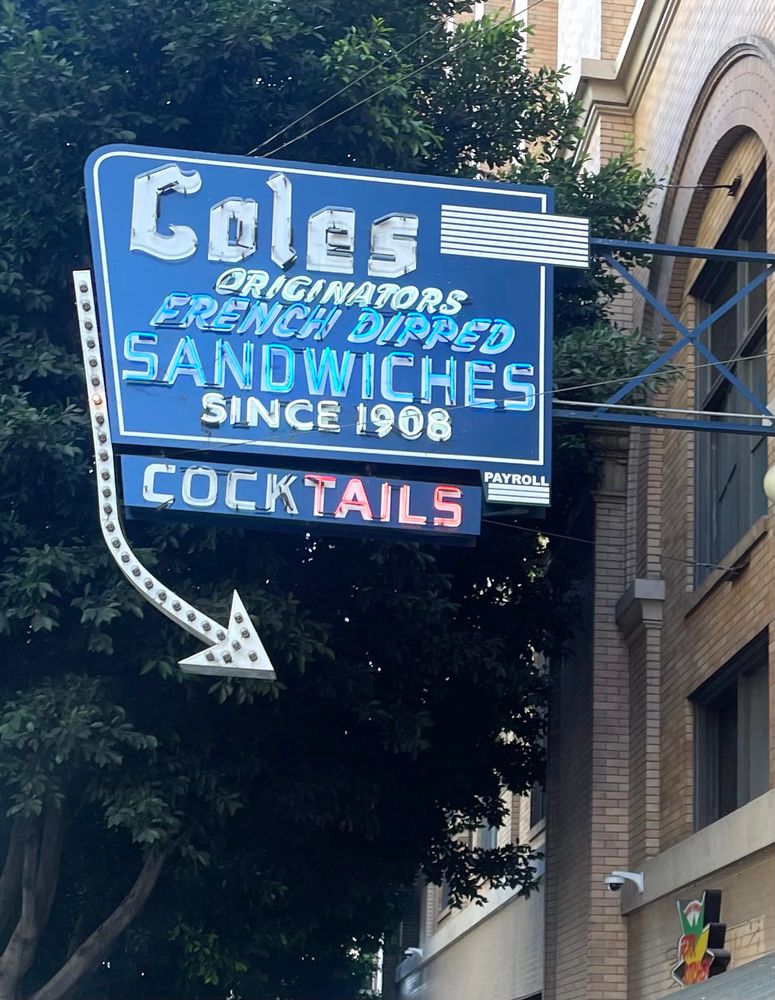 Coles
ORIGINATORS
FRENCH DIPPED
SANDWICHES
SINCE 1908
PAYROLL
COCKTAILS